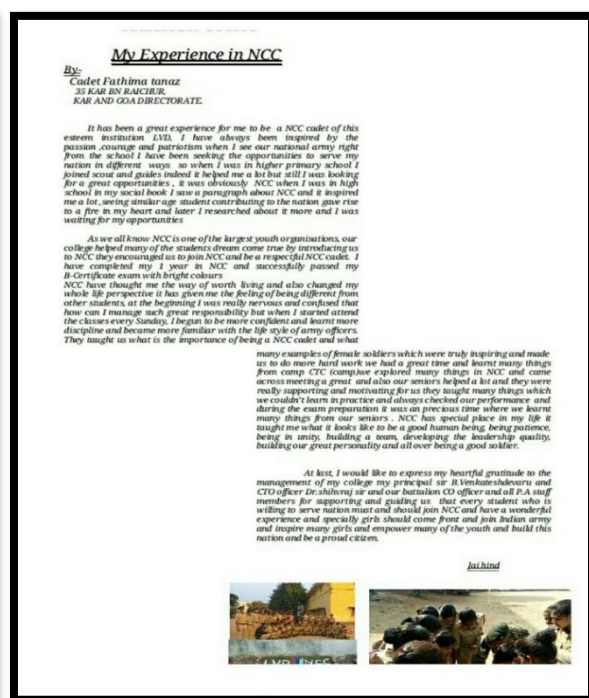 My Experience in NCC
By:-
Cadet Fathima tanaz
35 KAR BN RAICHUR,
KAR AND GOA DIRECTORATE.
It has been a great experience for me to be a NCC cadet of this
esteem institution LVD, I have always been inspired by the
passion ,courage and patriotism when I see our national army right
from the school I have been seeking the opportunities to serve my
nation in different ways so when I was in higher primary school I
joined scout and guides indeed it helped me a lot but still I was looking
for a great opportunities , it was obviously NCC when I was in high
school in my social book I saw a paragraph about NCC and it inspired
me a lot ,seeing similar age student contributing to the nation gave rise
to a fire in my heart and later I researched about it more and I was
waiting for my opportunities
As we all know NCC is one of the largest youth organisations, our
college helped many of the students dream come true by introducing us
to NCC they encouraged us to join NCC and be a respectful NCC cadet. I
have completed my 1 year in NCC and successfully passed my
B-Certificate exam with bright colours
NCC have thought me the way of worth living and also changed my
whole life perspective it has given me the feeling of being different from
other students, at the beginning I was really nervous and confused that
how can I manage such great responsibility but when I started attend
the classes every Sunday, I begun to be more confident and learnt more
discipline and became more familiar with the life style of army officers.
They taught us what is the importance of being a NCC cadet and what
many examples of female soldiers which were truly inspiring and made
us to do more hard work we had a great time and learnt many things
from camp CTC (camp)we explored many things in NCC and came
across meeting a great and also our seniors helped a lot and they were
really supporting and motivating for us they taught many things which
we couldn't learn in practice and always checked our performance and
during the exam preparation it was an precious time where we learnt
many things from our seniors . NCC has special place in my life it
taught me what it looks like to be a good human being, being patience,
being in unity, building a team, developing the leadership quality,
building our great personality and all over being a good soldier.
At last, I would like to express my heartful gratitude to the
management of my college my principal sir B.Venkateshdevaru and
CTO officer Dr.shihvraj sir and our battalion CO officer and all P.A staff
members for supporting and guiding us that every student who is
willing to serve nation must and should join NCC and have a wonderful
experience and specially girls should come front and join Indian army
and inspire many girls and empower many of the youth and build this
nation and be a proud citizen.
Jai hind